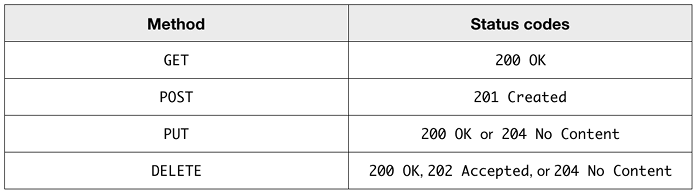 Method Status codes
GET 200 OK
POST 201 Created
PUT 200 OK or 204 No Content
DELETE 200 OK, 202 Accepted, or 204 No Content